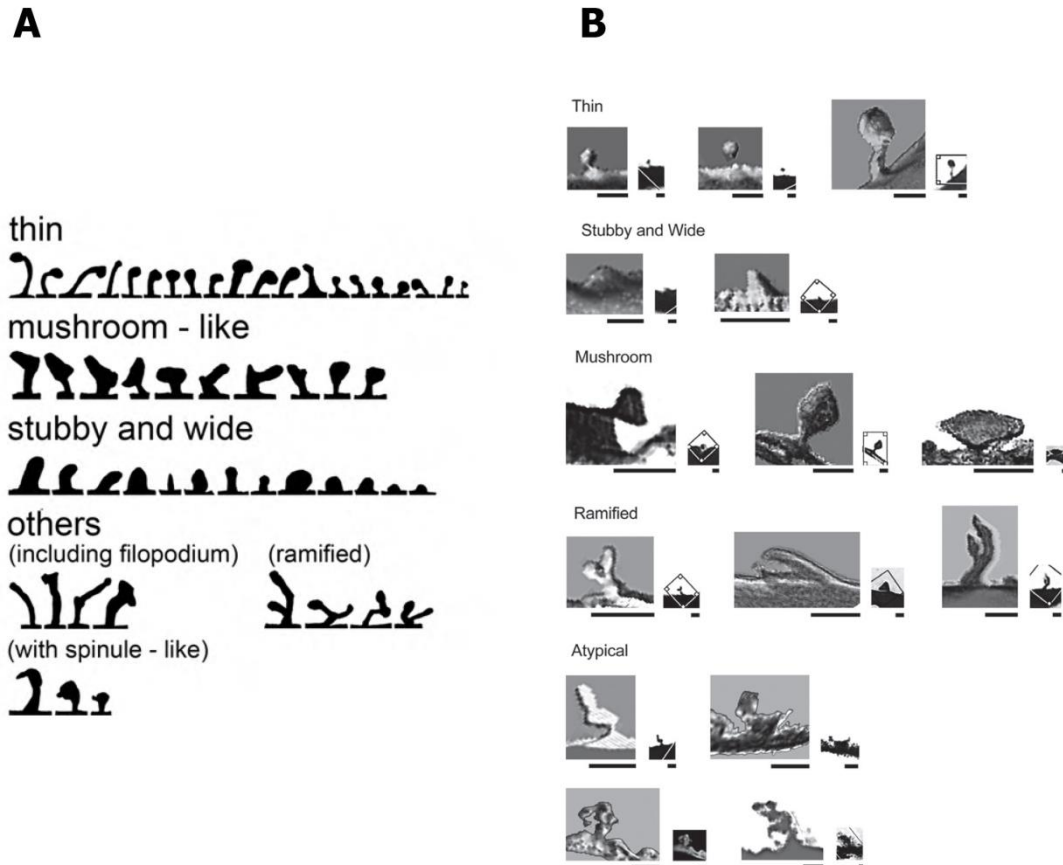 A
thin
mushroom - like
stubby and wide
others
(including filopodium) (ramified)
(with spinule - like)
B
Thin
Stubby and Wide
Mushroom
Ramified
Atypical